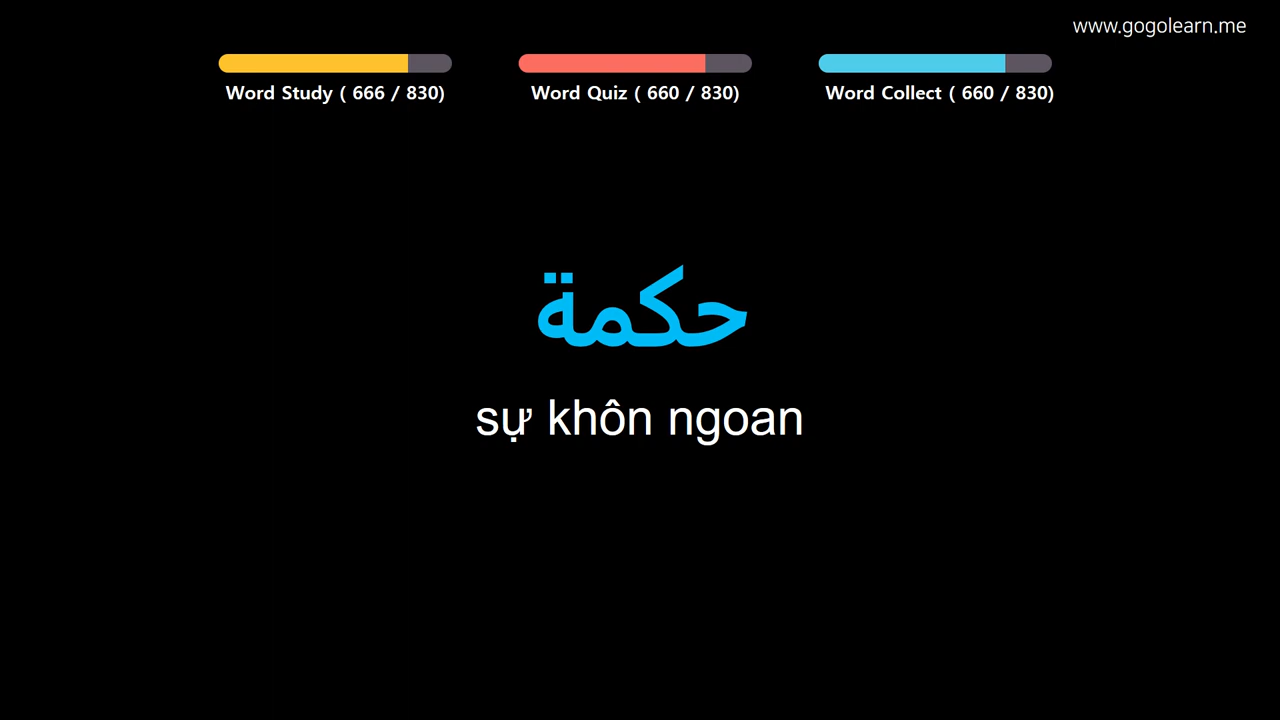 www.gogolearn.me
Word Study ( 666 / 830)
Word Quiz ( 660 / 830)
Word Collect ( 660 / 830)
حكمة
sự khôn ngoan